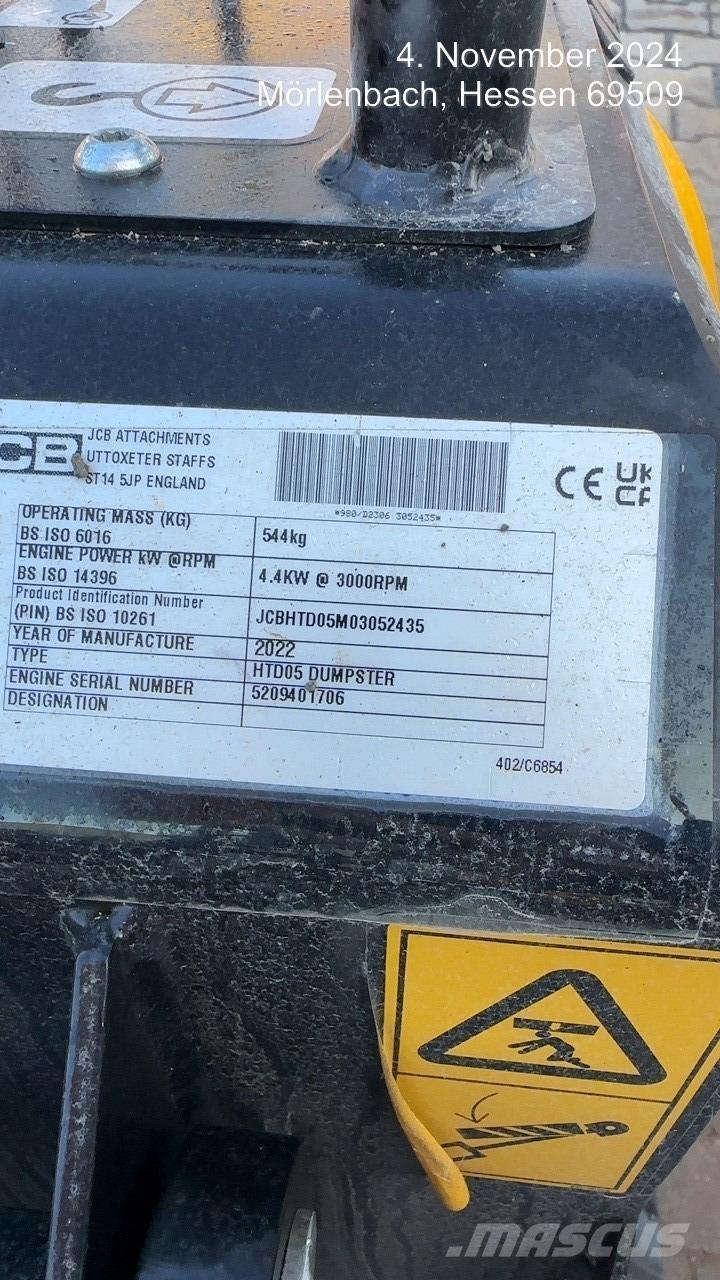 4. November 2024
Mörlenbach, Hessen 69509
JCB ATTACHMENTS
CB
UTTOXETER STAFFS
ST14 5JP ENGLAND
*980/D2306 3052435*
CE UK CA
OPERATING MASS (KG)
BS ISO 6016 544kg
ENGINE POWER kW @RPM
BS ISO 14396 4.4KW @ 3000RPM
Product Identification Number
(PIN) BS ISO 10261 JCBHTD05M03052435
YEAR OF MANUFACTURE 2022
TYPE HTD05 DUMPSTER
ENGINE SERIAL NUMBER 5209401706
DESIGNATION
402/C6854
MASCUS